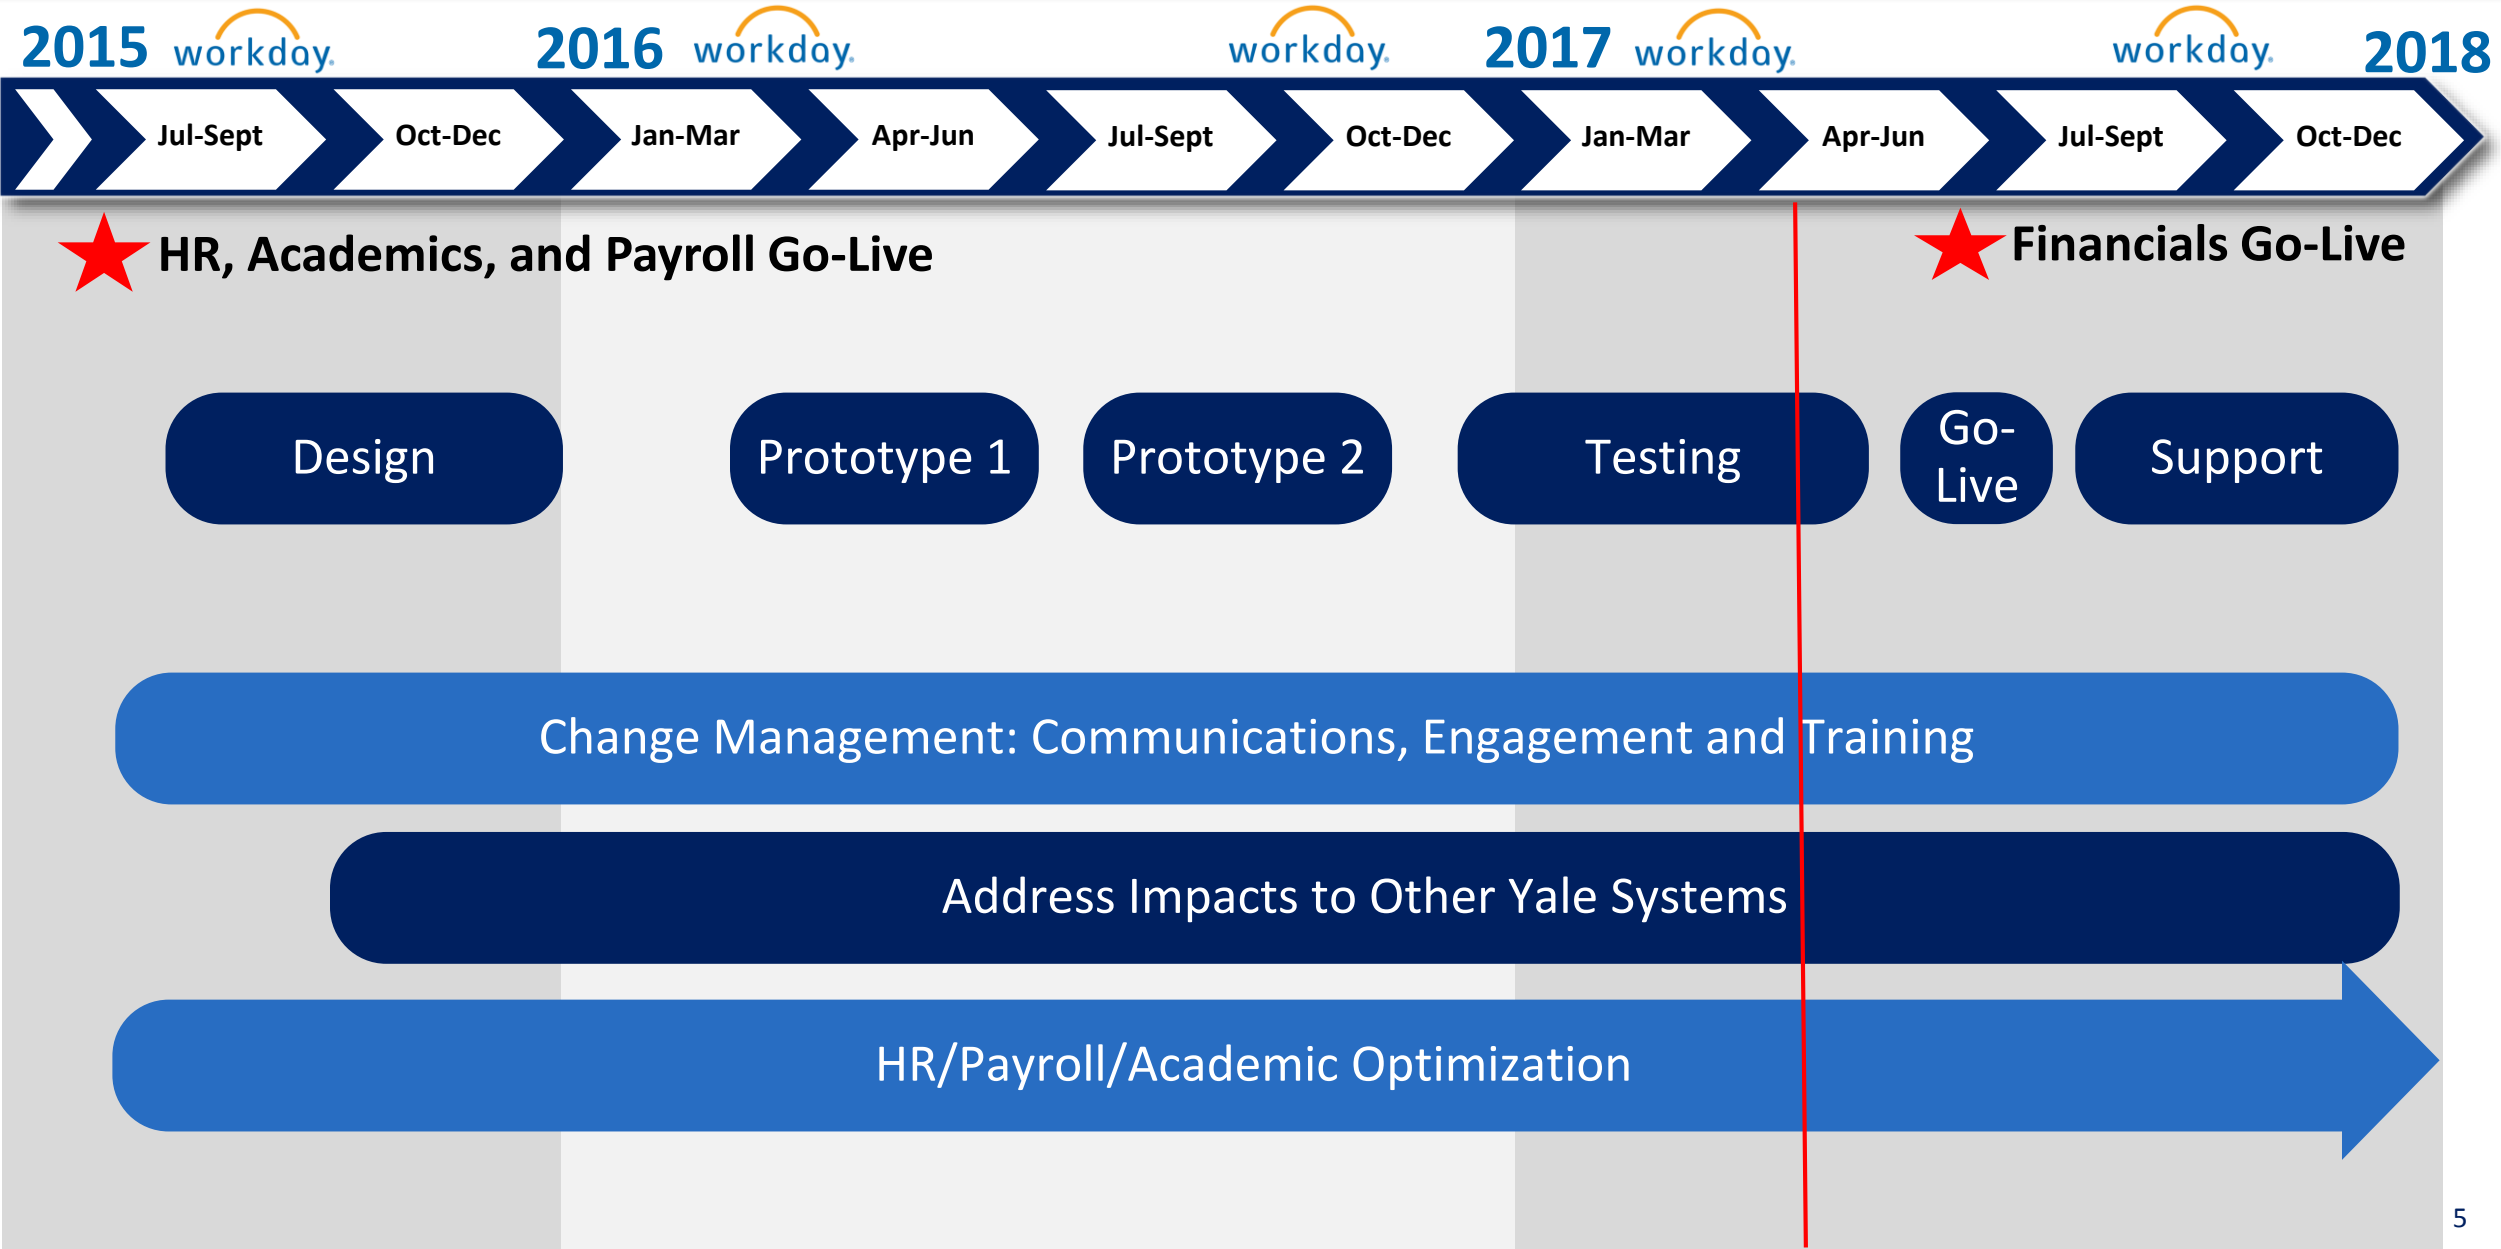 2015 workday. 2016 workday. workday. 2017 workday. workday. 2018
Jul-Sept Oct-Dec Jan-Mar Apr-Jun Jul-Sept Oct-Dec Jan-Mar Apr-Jun Jul-Sept Oct-Dec
HR, Academics, and Payroll Go-Live
Financials Go-Live
Design
Prototype 1
Prototype 2
Testing
Go-
Live
Support
Change Management: Communications, Engagement and Training
Address Impacts to Other Yale Systems
HR/Payroll/Academic Optimization
5